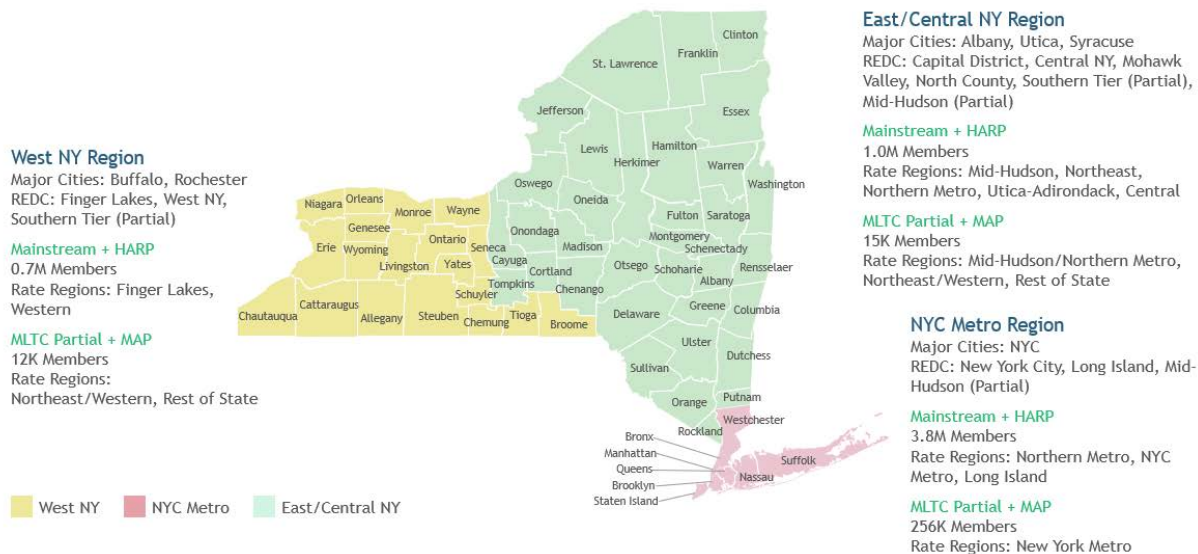 West NY Region
Major Cities: Buffalo, Rochester
REDC: Finger Lakes, West NY,
Southern Tier (Partial)
Mainstream + HARP
0.7M Members
Rate Regions: Finger Lakes,
Western
MLTC Partial + MAP
12K Members
Rate Regions:
Northeast/Western, Rest of State
Clinton
Franklin
St. Lawrence
Essex
Jefferson
Lewis
Hamilton
Herkimer
Warren
Washington
Oswego
Oneida
Fulton
Saratoga
Niagara
Orleans
Monroe
Wayne
Genesee
Onondaga
Madison
Montgomery
Schenectady
Erie
Wyoming
Ontario
Seneca
Cayuga
Livingston
Yates
Cortland
Otsego
Schoharie
Albany
Rensselaer
Tompkins
Chenango
Schuyler
Chautauqua
Cattaraugus
Allegany
Steuben
Chemung
Tioga
Broome
Delaware
Greene
Columbia
Ulster
Sullivan
Dutchess
Orange
Putnam
Rockland
Westchester
Bronx
Manhattan
Queens
Brooklyn
Staten Island
Nassau
Suffolk
East/Central NY Region
Major Cities: Albany, Utica, Syracuse
REDC: Capital District, Central NY, Mohawk
Valley, North County, Southern Tier (Partial),
Mid-Hudson (Partial)
Mainstream + HARP
1.0M Members
Rate Regions: Mid-Hudson, Northeast,
Northern Metro, Utica-Adirondack, Central
MLTC Partial + MAP
15K Members
Rate Regions: Mid-Hudson/Northern Metro,
Northeast/Western, Rest of State
NYC Metro Region
Major Cities: NYC
REDC: New York City, Long Island, Mid-
Hudson (Partial)
Mainstream + HARP
3.8M Members
Rate Regions: Northern Metro, NYC
Metro, Long Island
MLTC Partial + MAP
256K Members
Rate Regions: New York Metro
West NY
NYC Metro
East/Central NY